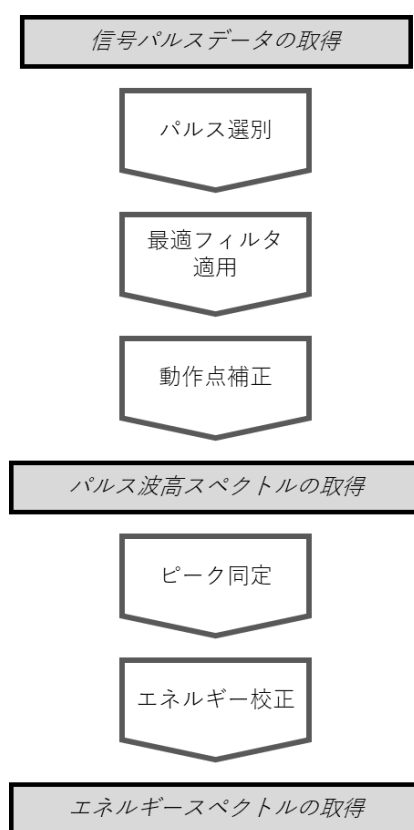 信号パルスデータの取得
パルス選別
最適フィルタ
適用
動作点補正
パルス波高スペクトルの取得
ピーク同定
エネルギー校正
エネルギースペクトルの取得